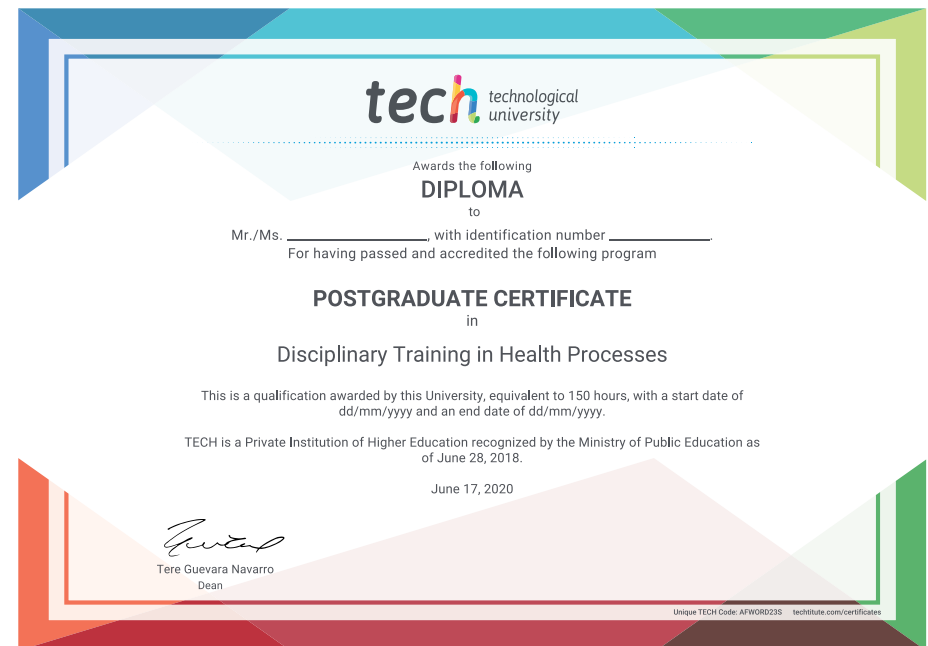 tech technological
university
Awards the following
DIPLOMA
to
Mr./Ms. ____________, with identification number ____________.
For having passed and accredited the following program
POSTGRADUATE CERTIFICATE
in
Disciplinary Training in Health Processes
This is a qualification awarded by this University, equivalent to 150 hours, with a start date of
dd/mm/yyyy and an end date of dd/mm/yyyy.
TECH is a Private Institution of Higher Education recognized by the Ministry of Public Education as
of June 28, 2018.
June 17, 2020
Tere Guevara Navarro
Dean
Unique TECH Code: AFWORD23S techtitute.com/certificates